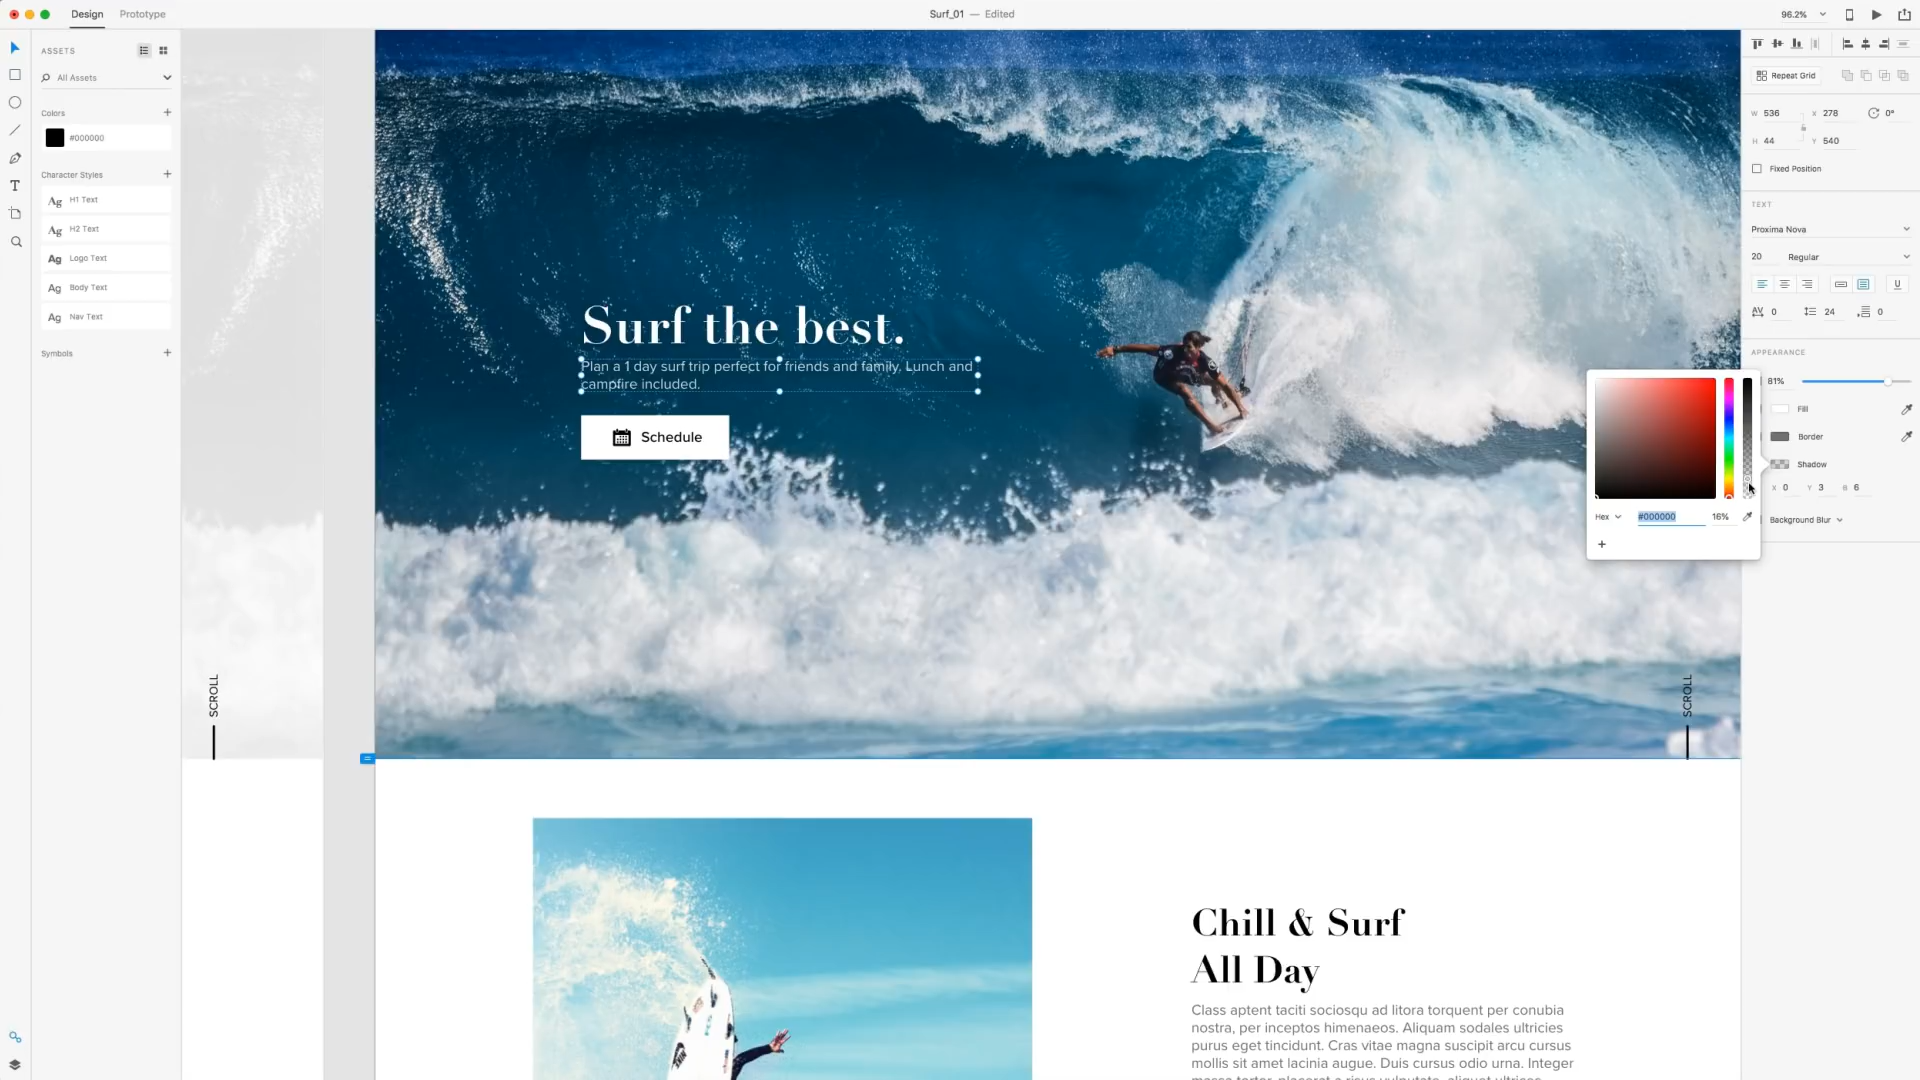 Design
Prototype
Surf_01 — Edited
96.2%
ASSETS
All Assets
Colors
#000000
Character Styles
Ag H1 Text
Ag H2 Text
Ag Logo Text
Ag Body Text
Ag Nav Text
Symbols
SCROLL
Surf the best.
Plan a 1 day surf trip perfect for friends and family. Lunch and
campfire included.
Schedule
SCROLL
Chill & Surf
All Day
Class aptent taciti sociosqu ad litora torquent per conubia
nostra, per inceptos himenaeos. Aliquam sodales ultricies
purus eget tincidunt. Cras vitae magna suscipit arcu cursus
mollis sit amet lacinia augue. Duis cursus odio urna. Integer
Repeat Grid
W 536 X 278 0°
H 44 Y 540
Fixed Position
TEXT
Proxima Nova
20 Regular
U
AV 0 24 0
APPEARANCE
81%
Fill
Border
Shadow
X 0 Y 3 B 6
Background Blur
Hex #000000 16%